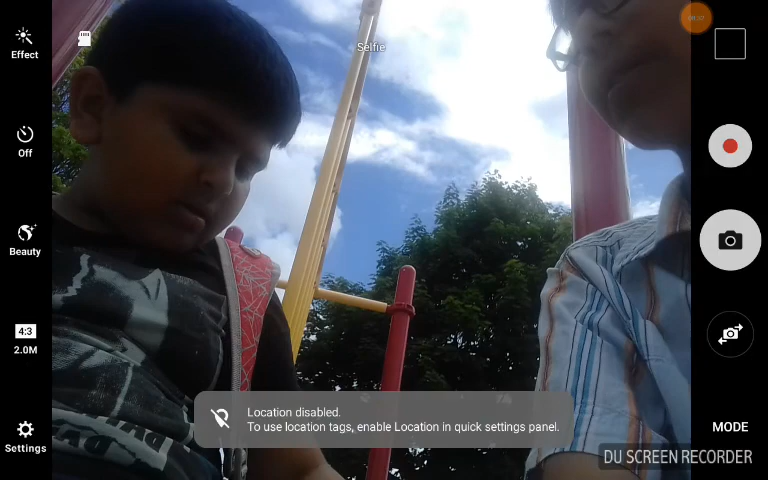 Effect
Selfie
Off
Beauty
4:3
2.0M
Settings
Location disabled.
To use location tags, enable Location in quick settings panel.
MODE
DU SCREEN RECORDER